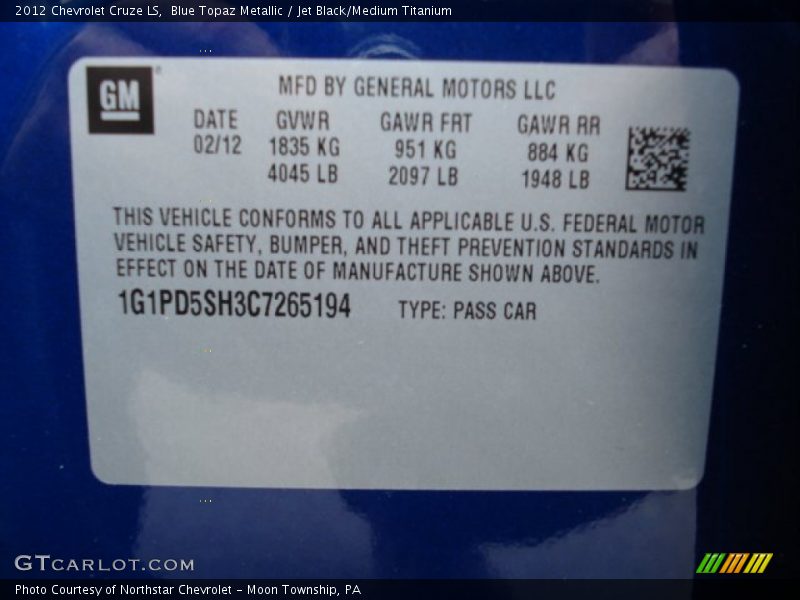 2012 Chevrolet Cruze LS,  Blue Topaz Metallic / Jet Black/Medium Titanium
GM
MFD BY GENERAL MOTORS LLC
DATE GVWR GAWR FRT GAWR RR
02/12 1835 KG 951 KG 884 KG
4045 LB 2097 LB 1948 LB
THIS VEHICLE CONFORMS TO ALL APPLICABLE U.S. FEDERAL MOTOR
VEHICLE SAFETY, BUMPER, AND THEFT PREVENTION STANDARDS IN
EFFECT ON THE DATE OF MANUFACTURE SHOWN ABOVE.
1G1PD5SH3C7265194 TYPE: PASS CAR
GTCARLOT.COM
Photo Courtesy of Northstar Chevrolet - Moon Township, PA